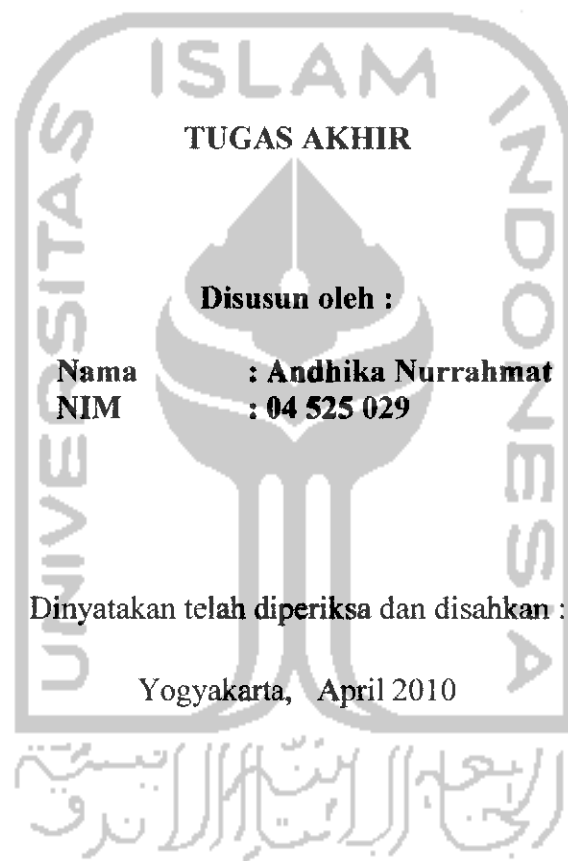 UNIVERSITAS
ISLAM
INDONESIA
TUGAS AKHIR
Disusun oleh :
Nama : Andhika Nurrahmat
NIM : 04 525 029
Dinyatakan telah diperiksa dan disahkan :
Yogyakarta, April 2010